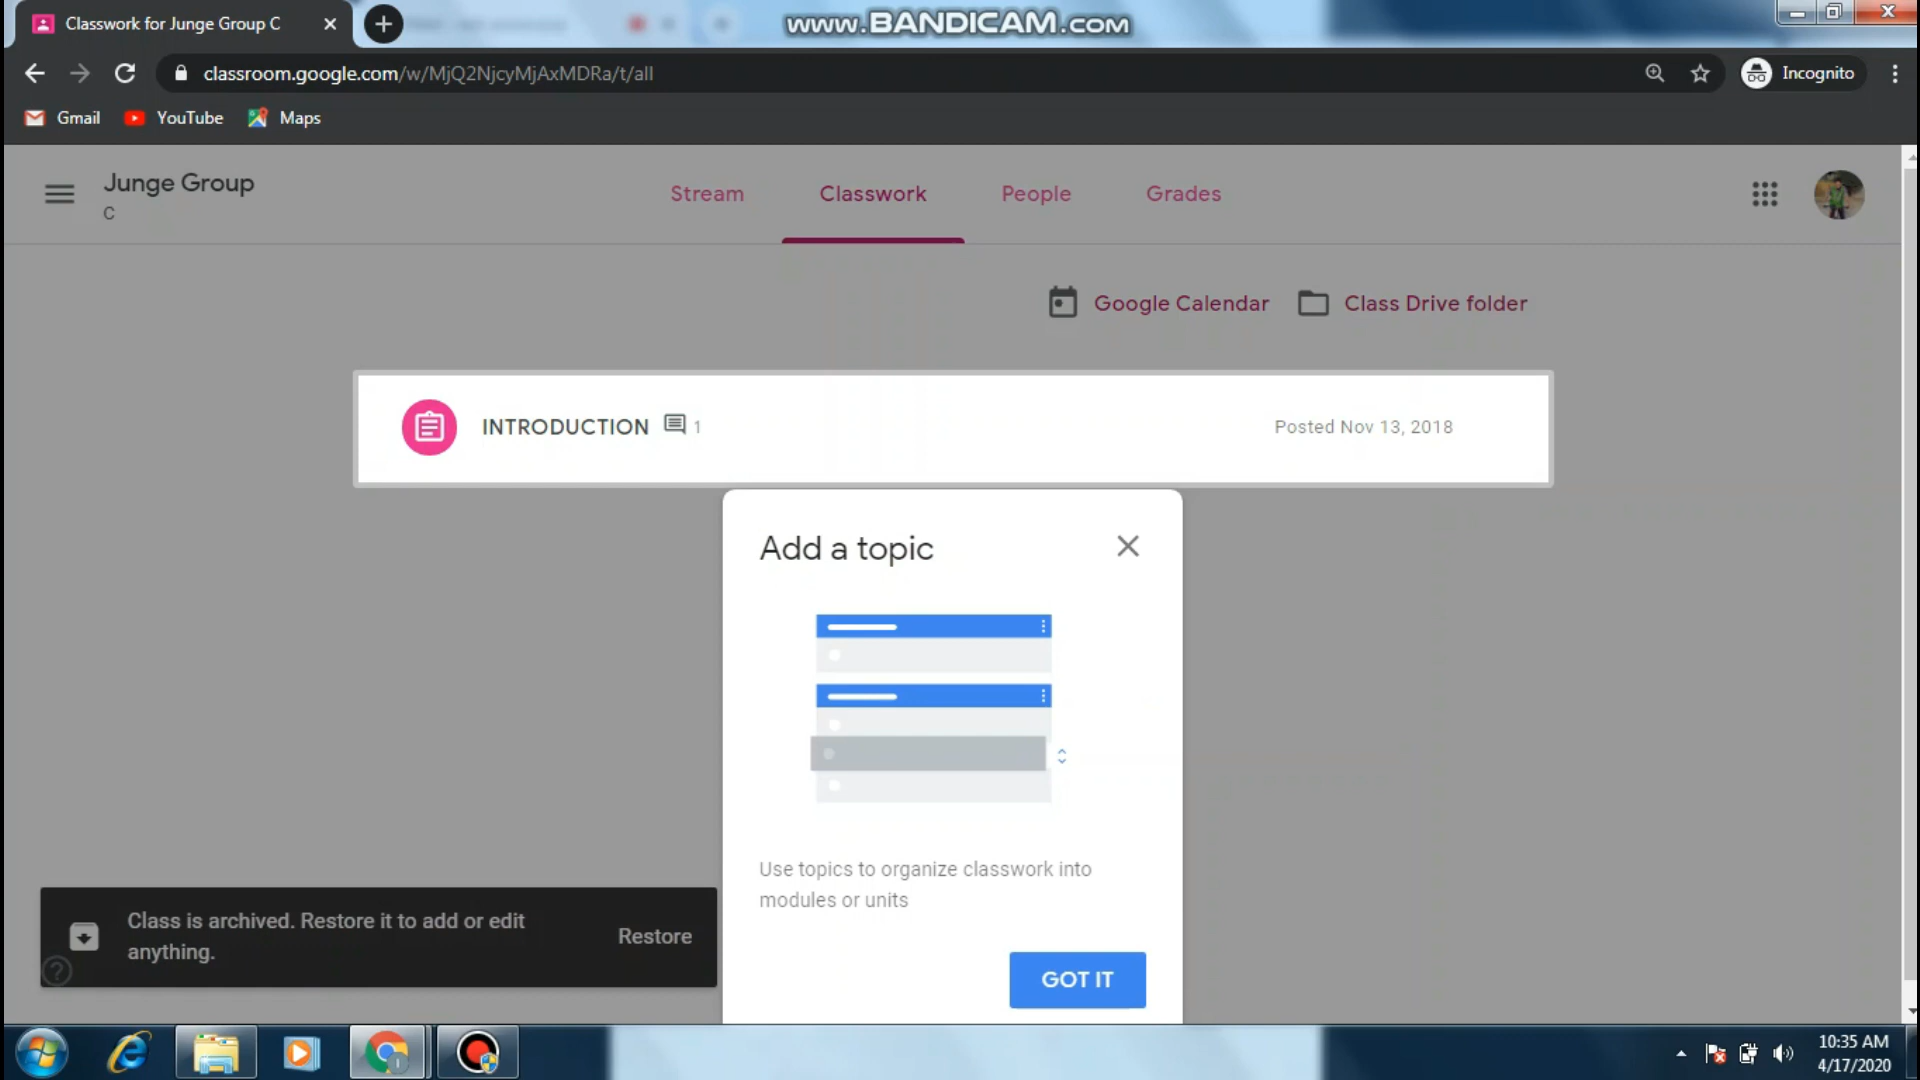 Classwork for Junge Group C
www.BANDICAM.com
classroom.google.com/w/MjQ2NjcyMjAxMDRa/t/all
Incognito
Gmail
YouTube
Maps
Junge Group
C
Stream
Classwork
People
Grades
Google Calendar
Class Drive folder
INTRODUCTION
1
Posted Nov 13, 2018
Add a topic
Use topics to organize classwork into
modules or units
GOT IT
Class is archived. Restore it to add or edit
anything.
Restore
10:35 AM
4/17/2020